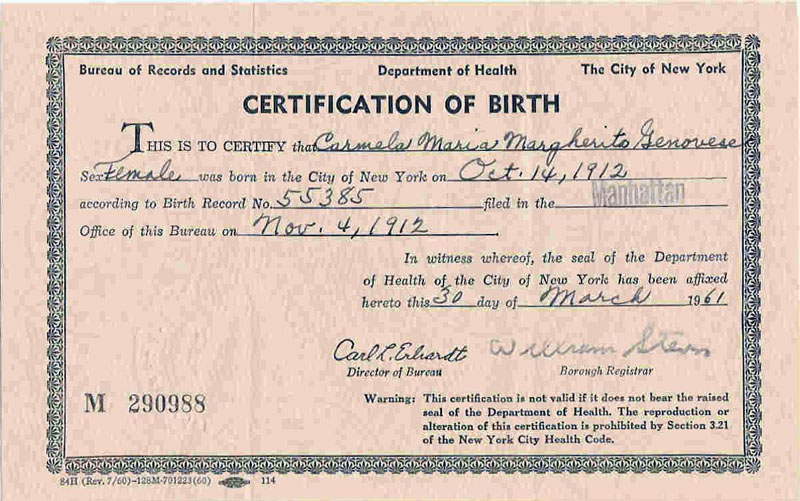 Bureau of Records and Statistics Department of Health The City of New York
CERTIFICATION OF BIRTH
THIS IS TO CERTIFY that Carmela Maria Margherito Genovese
Sex Female was born in the City of New York on Oct. 14, 1912
according to Birth Record No. 55385 filed in the Manhattan
Office of this Bureau on Nov. 4, 1912.
In witness whereof, the seal of the Department
of Health of the City of New York has been affixed
hereto this 30 day of March 1961
Carl L. Erhardt William Stern
Director of Bureau Borough Registrar
M 290988
Warning: This certification is not valid if it does not bear the raised
seal of the Department of Health. The reproduction or
alteration of this certification is prohibited by Section 3.21
of the New York City Health Code.
84H (Rev. 7/60)-128M-701223(60) 114